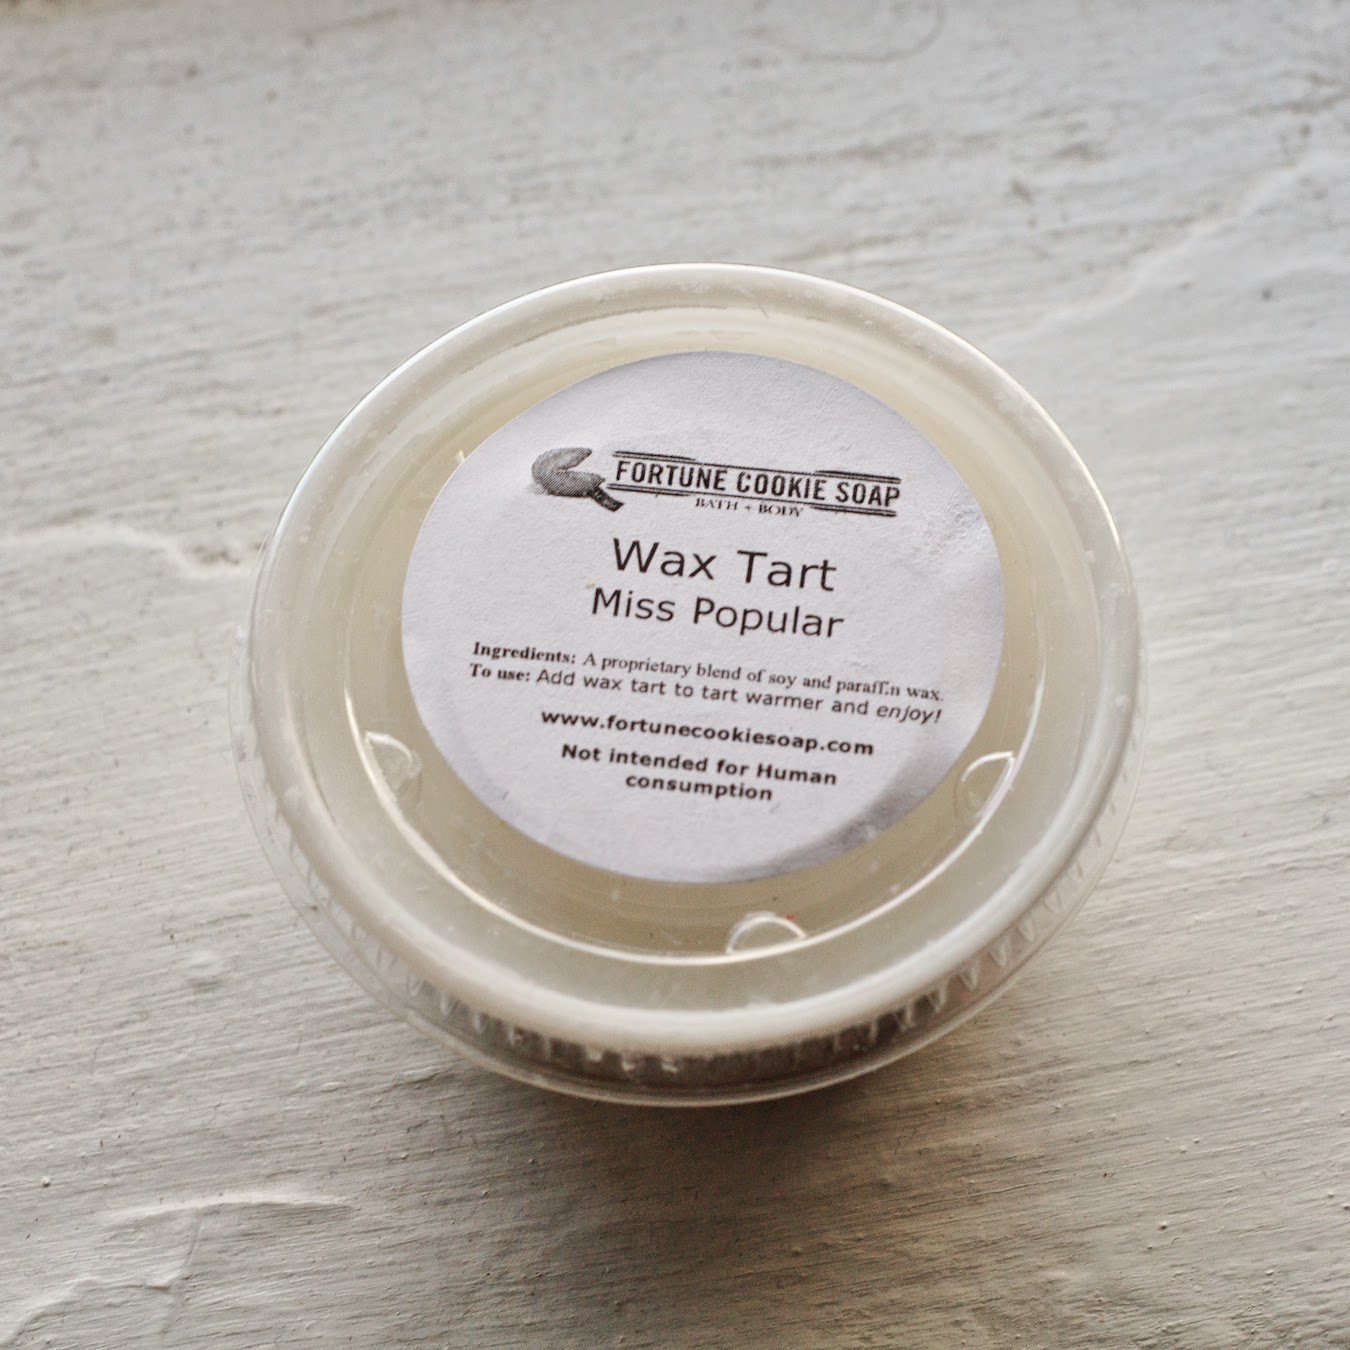 FORTUNE COOKIE SOAP
BATH + BODY
Wax Tart
Miss Popular
Ingredients: A proprietary blend of soy and paraffin wax.
To use: Add wax tart to tart warmer and enjoy!
www.fortunecookiesoap.com
Not intended for Human
consumption